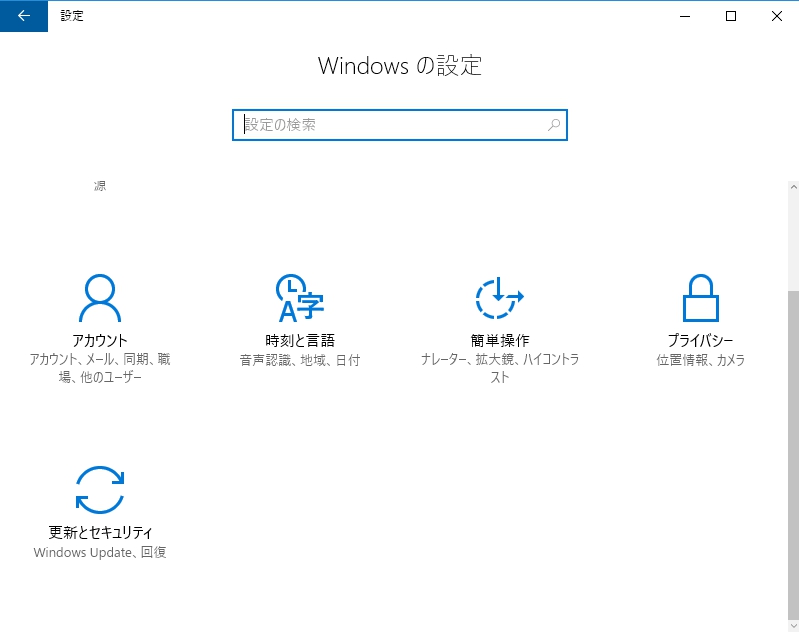 設定
Windows の設定
設定の検索
源
アカウント
アカウント、メール、同期、職
場、他のユーザー
時刻と言語
音声認識、地域、日付
簡単操作
ナレーター、拡大鏡、ハイコントラ
スト
プライバシー
位置情報、カメラ
更新とセキュリティ
Windows Update、回復